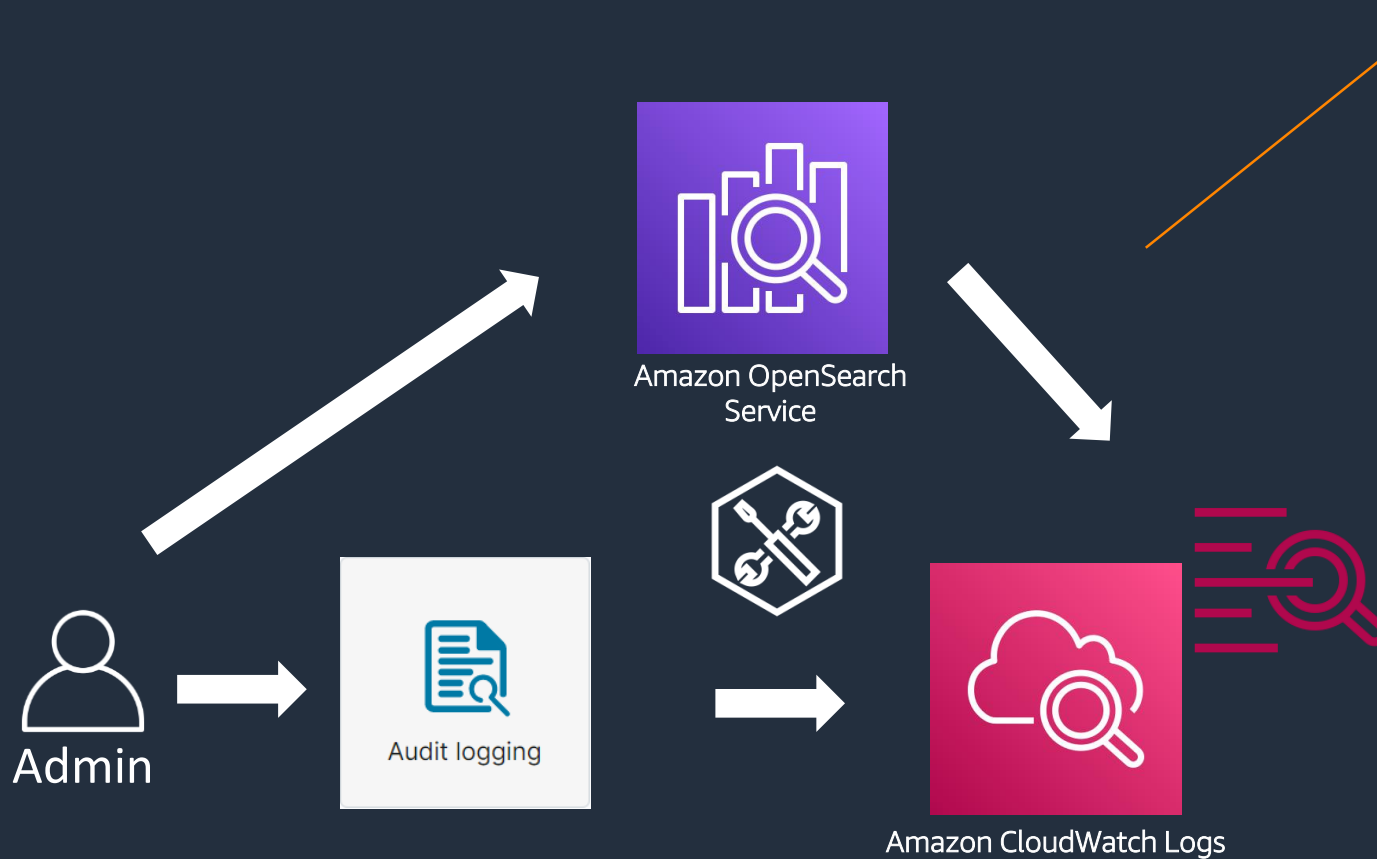 Amazon OpenSearch
Service
Admin
Audit logging
Amazon CloudWatch Logs